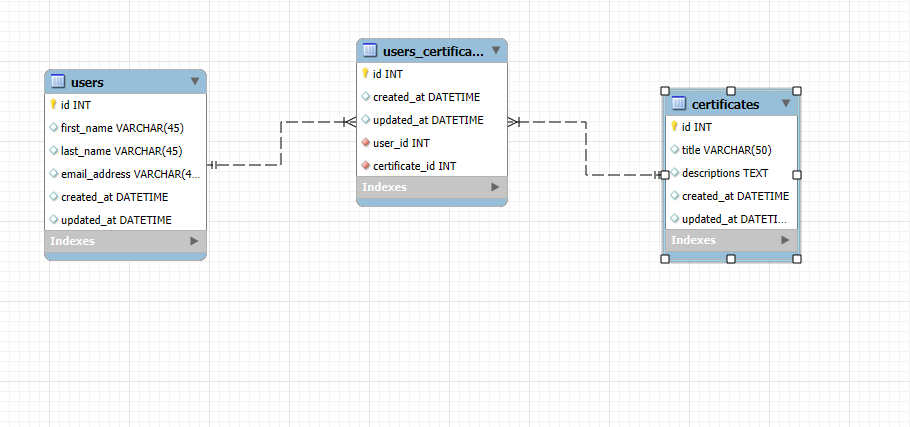 users
id INT
first_name VARCHAR(45)
last_name VARCHAR(45)
email_address VARCHAR(4...
created_at DATETIME
updated_at DATETIME
Indexes
users_certifica...
id INT
created_at DATETIME
updated_at DATETIME
user_id INT
certificate_id INT
Indexes
certificates
id INT
title VARCHAR(50)
descriptions TEXT
created_at DATETIME
updated_at DATETI...
Indexes